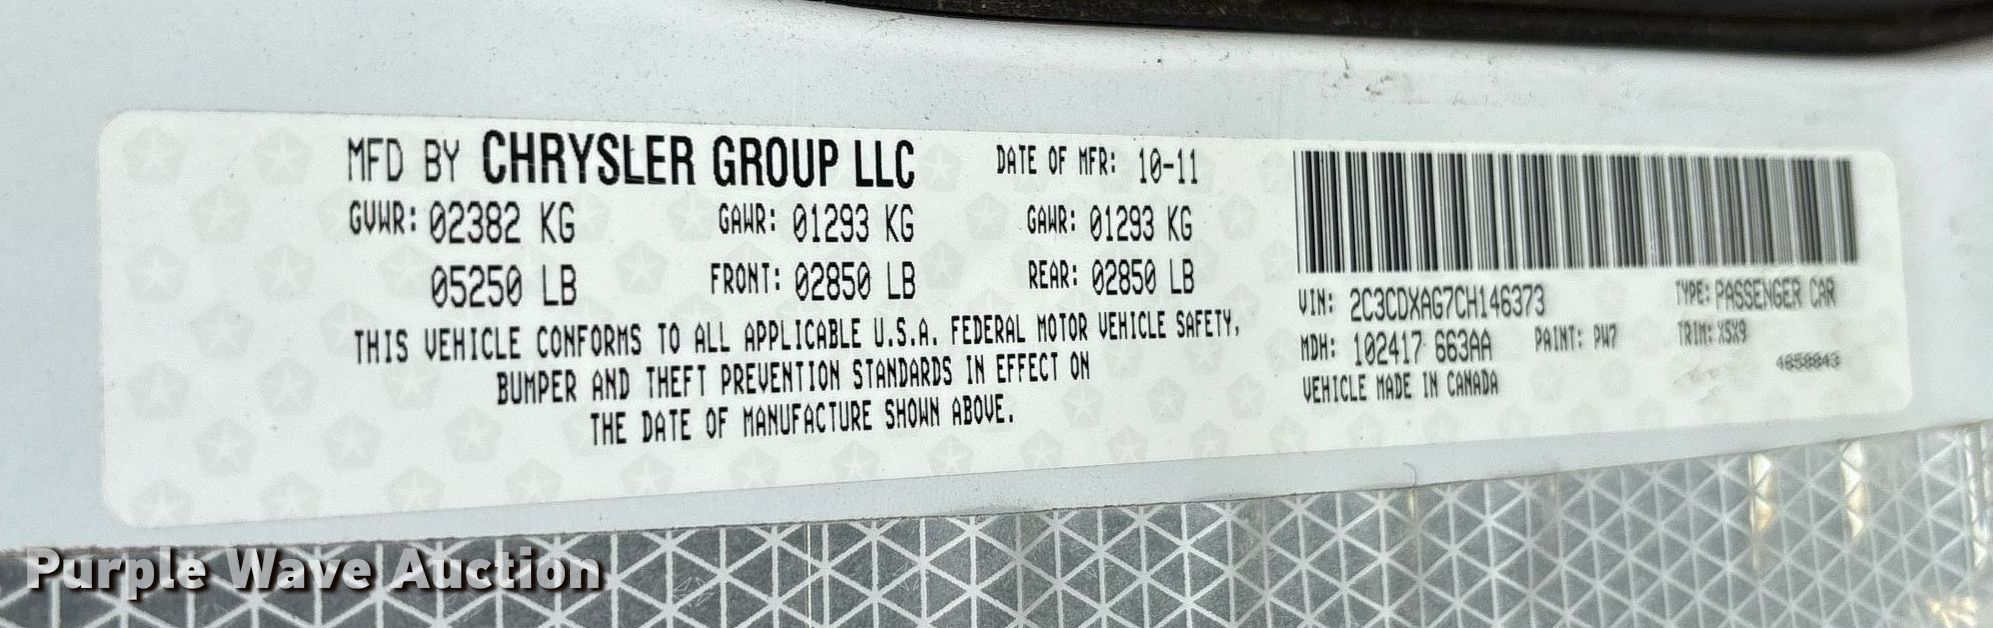 MFD BY CHRYSLER GROUP LLC DATE OF MFR: 10-11
GVWR: 02382 KG GAWR: 01293 KG GAWR: 01293 KG
05250 LB FRONT: 02850 LB REAR: 02850 LB
THIS VEHICLE CONFORMS TO ALL APPLICABLE U.S.A. FEDERAL MOTOR VEHICLE SAFETY,
BUMPER AND THEFT PREVENTION STANDARDS IN EFFECT ON
THE DATE OF MANUFACTURE SHOWN ABOVE.
VIN: 2C3CDXAG7CH146373 TYPE: PASSENGER CAR
MDH: 102417 663AA PAINT: PW7 TRIM: X5X9
VEHICLE MADE IN CANADA 4658843
Purple Wave Auction